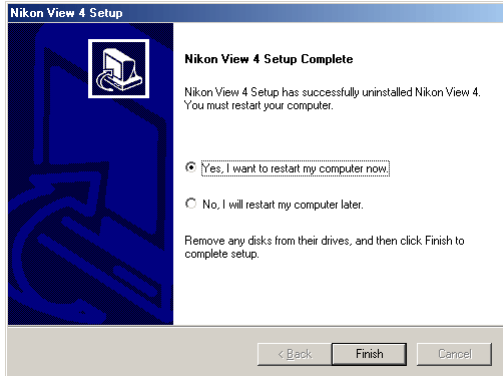 Nikon View 4 Setup
Nikon View 4 Setup Complete
Nikon View 4 Setup has successfully uninstalled Nikon View 4.
You must restart your computer.
Yes, I want to restart my computer now.
No, I will restart my computer later.
Remove any disks from their drives, and then click Finish to
complete setup.
< Back
Finish
Cancel